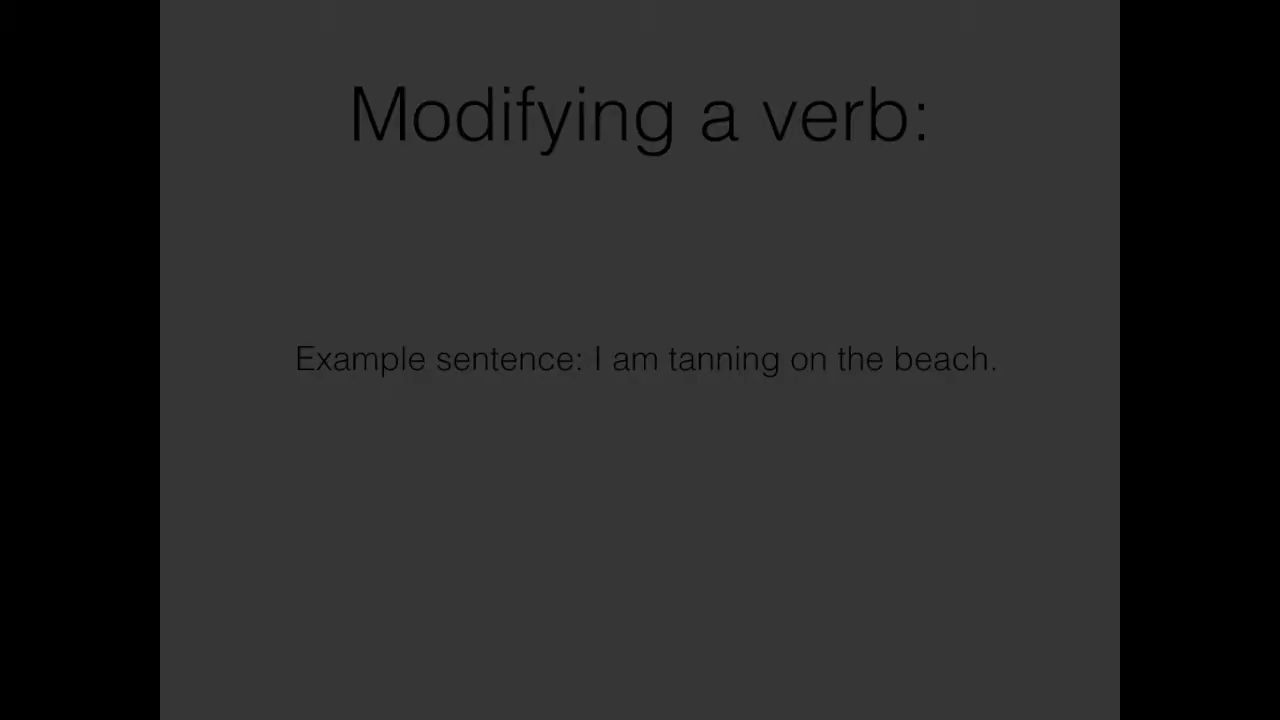 Modifying a verb:
Example sentence: I am tanning on the beach.